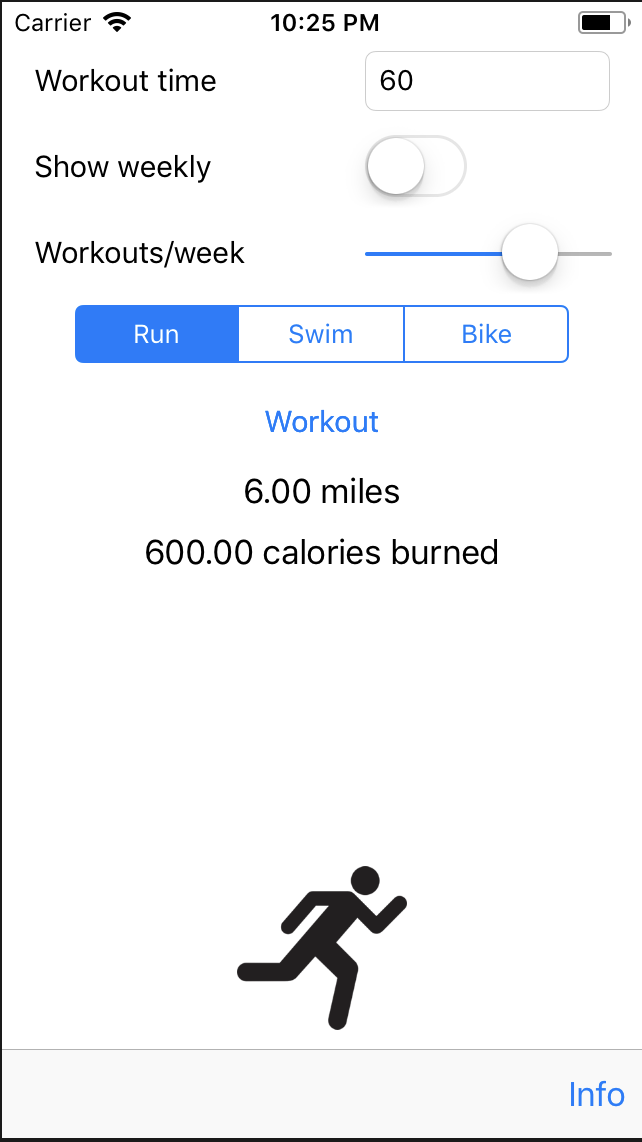 Carrier 10:25 PM
Workout time 60
Show weekly
Workouts/week
Run Swim Bike
Workout
6.00 miles
600.00 calories burned
Info